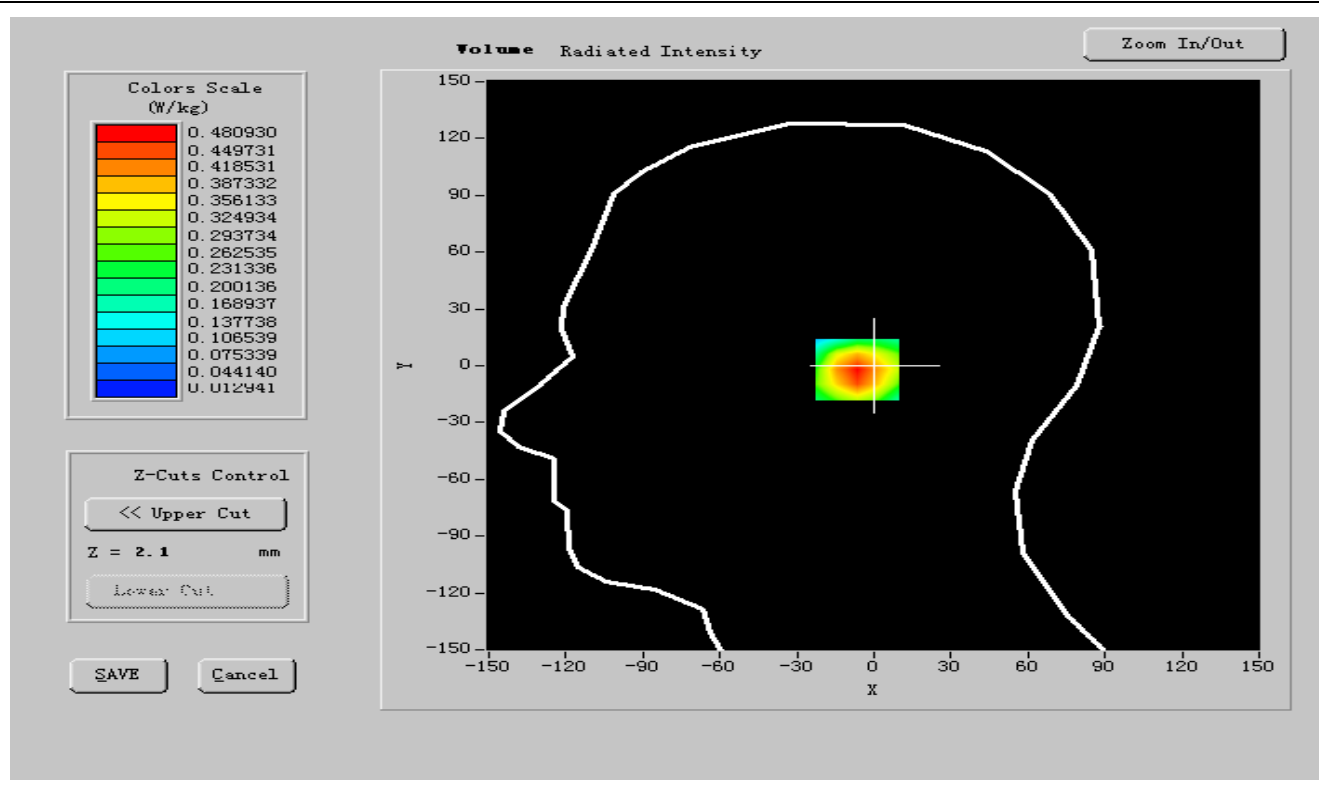 Volume Radiated Intensity
Zoom In/Out
Colors Scale
(W/kg)
0.480930
0.449731
0.418531
0.387332
0.356133
0.324934
0.293734
0.262535
0.231336
0.200136
0.168937
0.137738
0.106539
0.075339
0.044140
0.012941
Z-Cuts Control
<< Upper Cut
Z = 2.1 mm
Lower Cut
SAVE
Cancel
150
120
90
60
30
0
-30
-60
-90
-120
-150
Y
-150 -120 -90 -60 -30 0 30 60 90 120 150
X